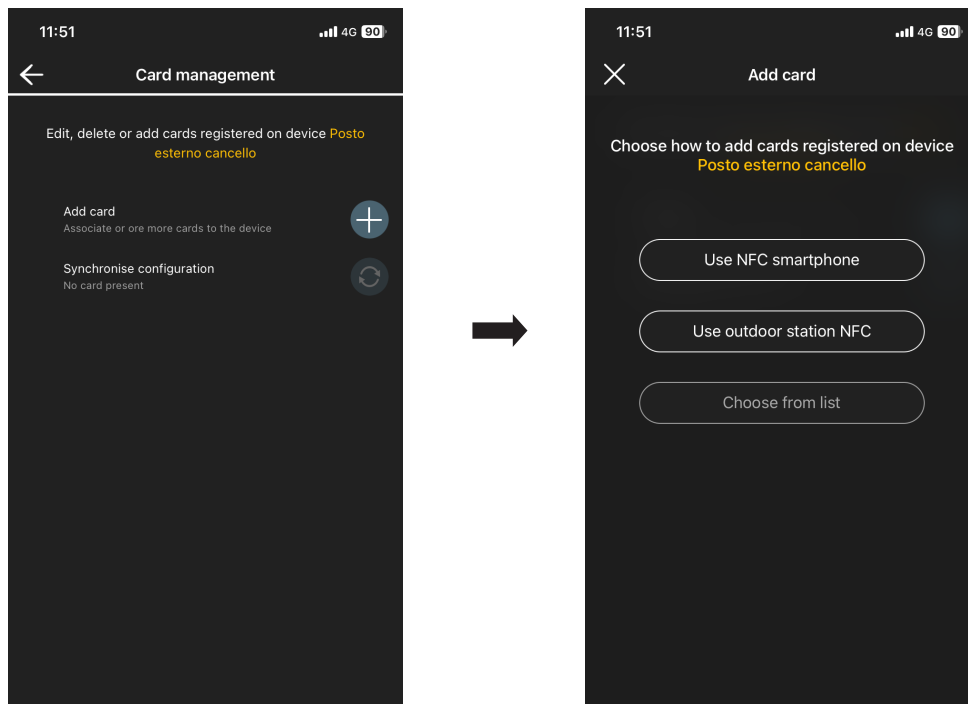 11:51
4G 90
Card management
Edit, delete or add cards registered on device Posto
esterno cancello
Add card
Associate or ore more cards to the device
Synchronise configuration
No card present
11:51
4G 90
Add card
Choose how to add cards registered on device
Posto esterno cancello
Use NFC smartphone
Use outdoor station NFC
Choose from list